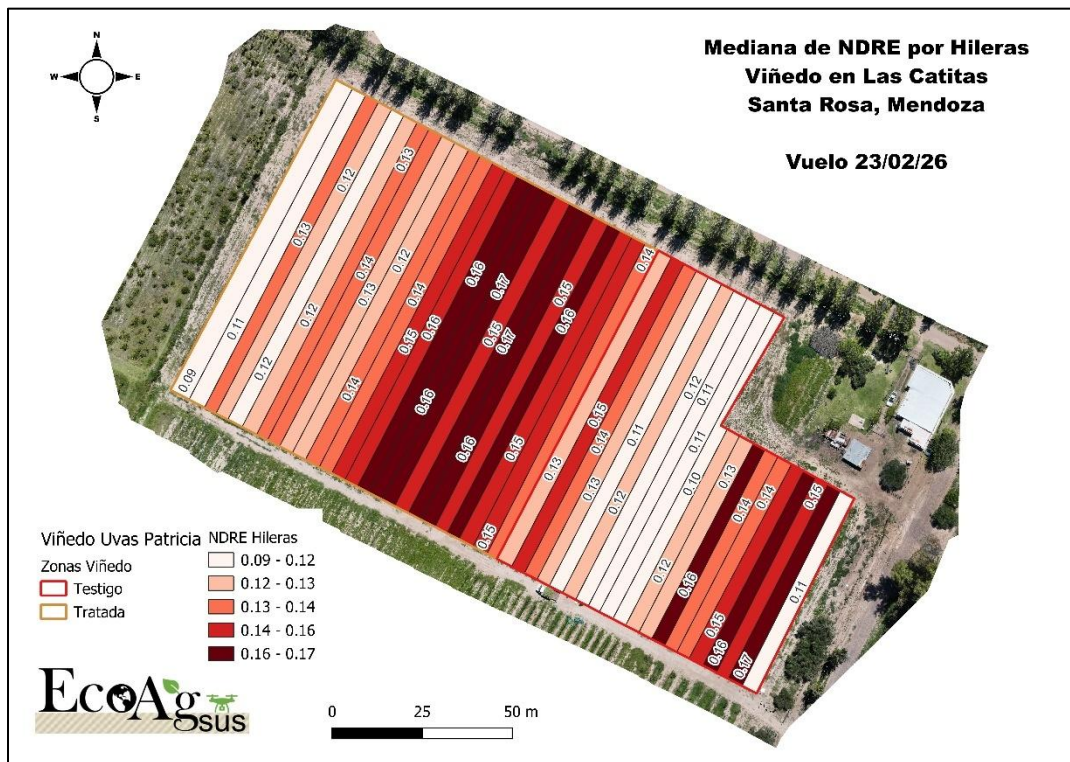 Mediana de NDRE por Hileras
Viñedo en Las Catitas
Santa Rosa, Mendoza
Vuelo 23/02/26
N
W
E
S
0.09
0.11
0.13
0.12
0.12
0.12
0.13
0.14
0.13
0.12
0.14
0.14
0.15
0.16
0.16
0.16
0.17
0.15
0.17
0.16
0.15
0.16
0.15
0.15
0.14
0.13
0.15
0.14
0.13
0.12
0.11
0.12
0.11
0.11
0.10
0.12
0.13
0.16
0.14
0.14
0.15
0.16
0.15
0.17
0.11
Viñedo Uvas Patricia
Zonas Viñedo
Testigo
Tratada
NDRE Hileras
0.09 - 0.12
0.12 - 0.13
0.13 - 0.14
0.14 - 0.16
0.16 - 0.17
EcoAgsus
0 25 50 m